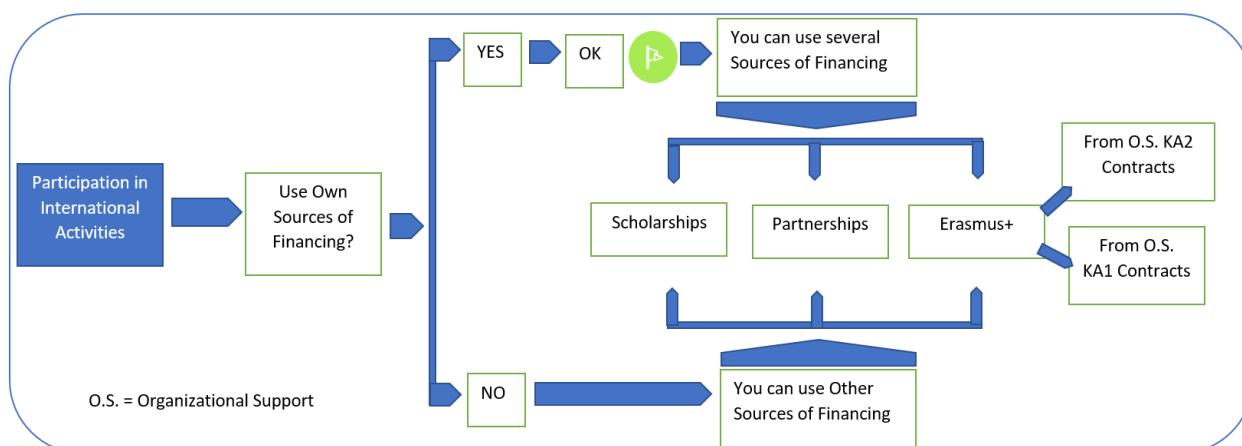 YES
OK
You can use several
Sources of Financing
From O.S. KA2
Contracts
Participation in
International
Activities
Use Own
Sources of
Financing?
Scholarships
Partnerships
Erasmus+
From O.S.
KA1 Contracts
NO
You can use Other
Sources of Financing
O.S. = Organizational Support